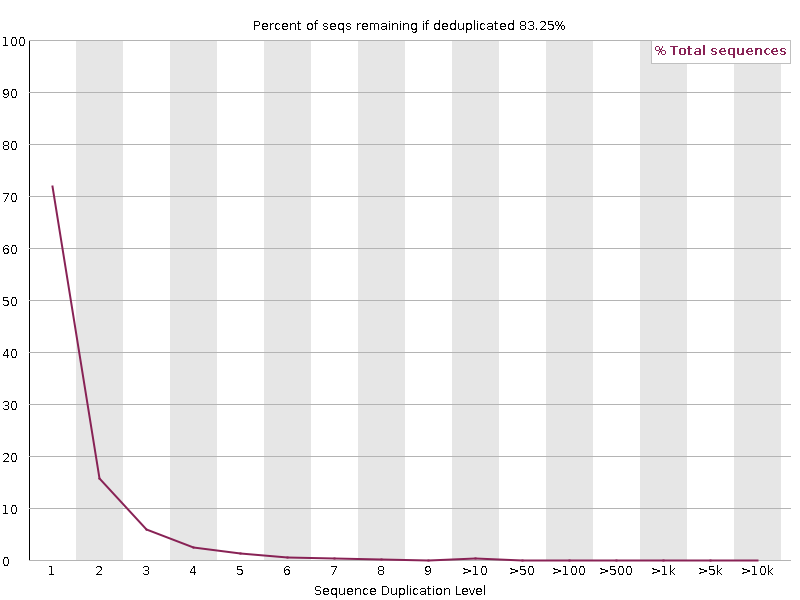 Percent of seqs remaining if deduplicated 83.25%
% Total sequences
100
90
80
70
60
50
40
30
20
10
0
1 2 3 4 5 6 7 8 9 >10 >50 >100 >500 >1k >5k >10k
Sequence Duplication Level